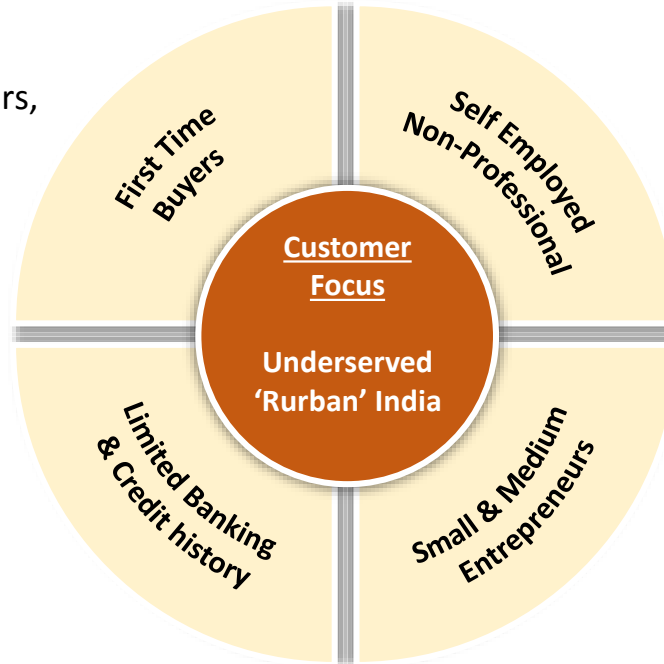 rs,
First Time
Buyers
Self Employed
Non-Professional
Customer
Focus
Underserved
‘Rurban’ India
Limited Banking
& Credit history
Small & Medium
Entrepreneurs